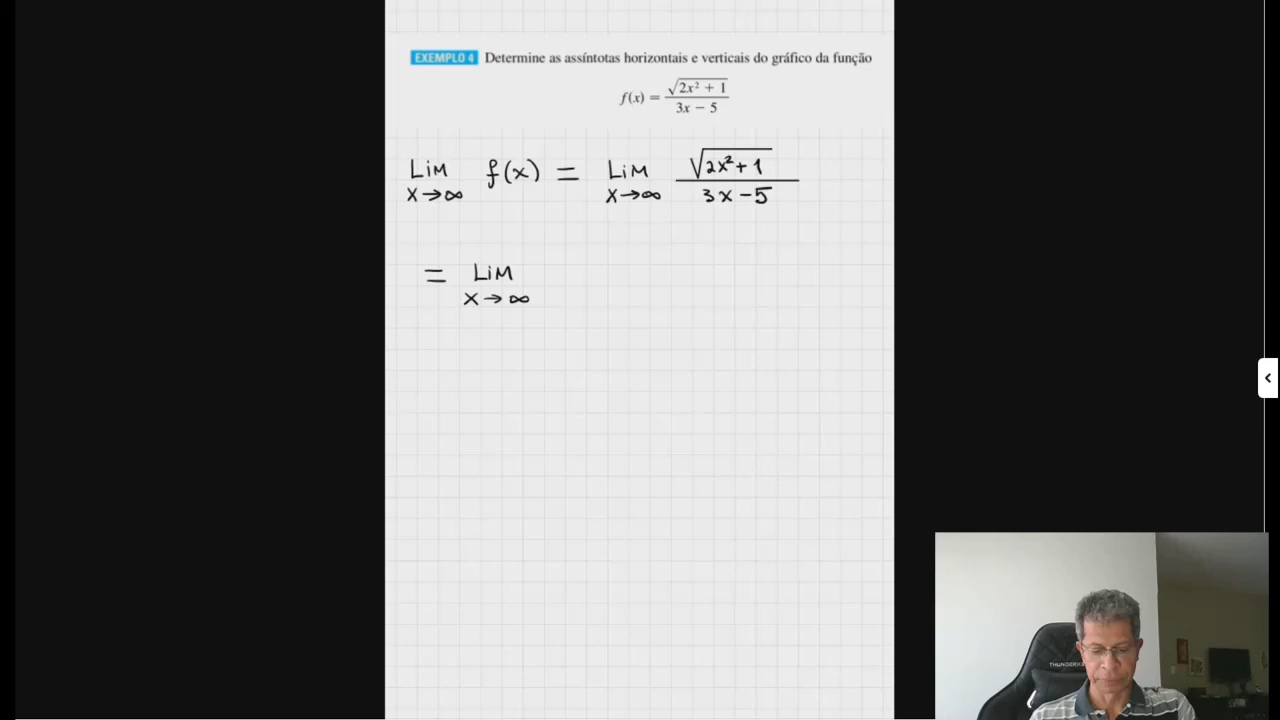 EXEMPLO 4 Determine as assíntotas horizontais e verticais do gráfico da função
f(x) = √(2x² + 1) / (3x − 5)
Lim x→∞ f(x) = Lim x→∞ √(2x²+1) / (3x−5)
= Lim x→∞